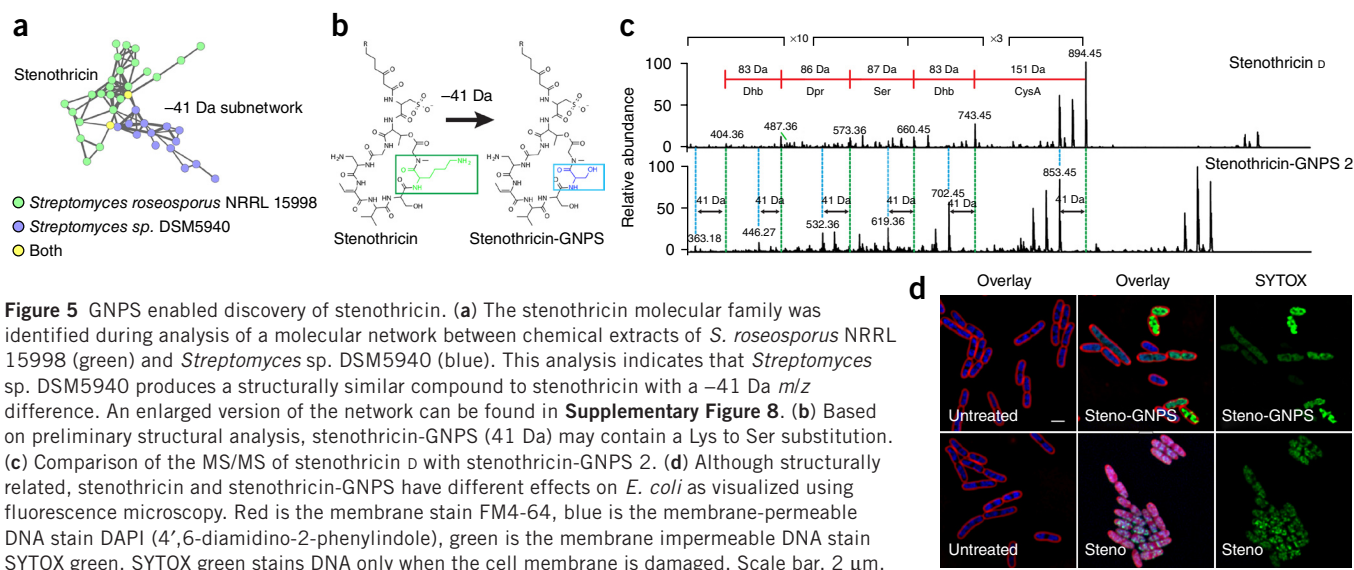 a
Stenothricin
–41 Da subnetwork
Streptomyces roseosporus NRRL 15998
Streptomyces sp. DSM5940
Both
b
–41 Da
R
R
O
O
O
O
NH
NH
S
O
O
O⁻
H₂N
NH₂
OH
OH
HN
N
Stenothricin
Stenothricin-GNPS
c
×10
×3
894.45
100
50
0
Stenothricin D
83 Da
86 Da
87 Da
83 Da
151 Da
Dhb
Dpr
Ser
Dhb
CysA
404.36
487.36
573.36
660.45
743.45
Relative abundance
100
50
0
Stenothricin-GNPS 2
853.45
702.45
41 Da
41 Da
41 Da
41 Da
41 Da
41 Da
363.18
446.27
532.36
619.36
d
Overlay
Overlay
SYTOX
Untreated
Steno-GNPS
Steno-GNPS
Untreated
Steno
Steno
Figure 5 GNPS enabled discovery of stenothricin. (a) The stenothricin molecular family was
identified during analysis of a molecular network between chemical extracts of S. roseosporus NRRL
15998 (green) and Streptomyces sp. DSM5940 (blue). This analysis indicates that Streptomyces
sp. DSM5940 produces a structurally similar compound to stenothricin with a –41 Da m/z
difference. An enlarged version of the network can be found in Supplementary Figure 8. (b) Based
on preliminary structural analysis, stenothricin-GNPS (41 Da) may contain a Lys to Ser substitution.
(c) Comparison of the MS/MS of stenothricin D with stenothricin-GNPS 2. (d) Although structurally
related, stenothricin and stenothricin-GNPS have different effects on E. coli as visualized using
fluorescence microscopy. Red is the membrane stain FM4-64, blue is the membrane-permeable
DNA stain DAPI (4′,6-diamidino-2-phenylindole), green is the membrane impermeable DNA stain
SYTOX green. SYTOX green stains DNA only when the cell membrane is damaged. Scale bar, 2 μm.